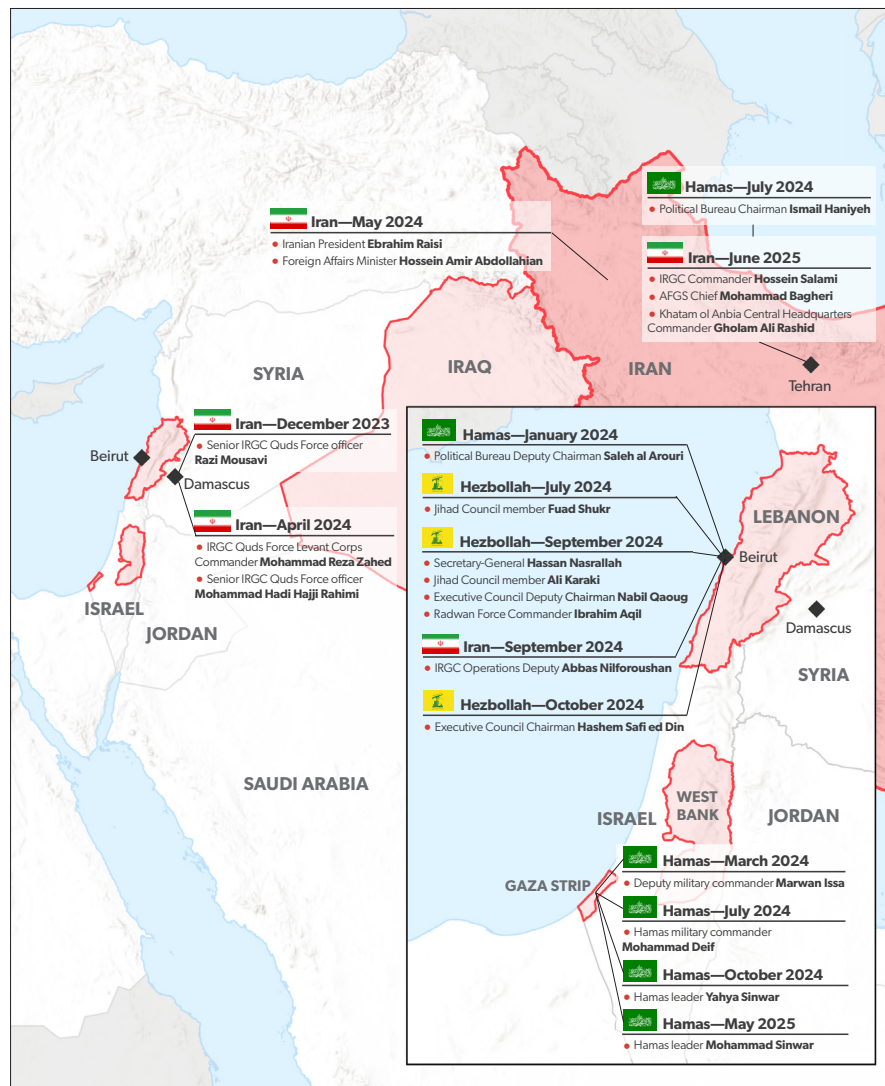 Hamas—July 2024
Political Bureau Chairman Ismail Haniyeh
Iran—May 2024
Iranian President Ebrahim Raisi
Foreign Affairs Minister Hossein Amir Abdollahian
Iran—June 2025
IRGC Commander Hossein Salami
AFGS Chief Mohammad Bagheri
Khatam ol Anbia Central Headquarters
Commander Gholam Ali Rashid
SYRIA
IRAQ
IRAN
Tehran
Iran—December 2023
Senior IRGC Quds Force officer
Razi Mousavi
Beirut
Damascus
Iran—April 2024
IRGC Quds Force Levant Corps
Commander Mohammad Reza Zahed
Senior IRGC Quds Force officer
Mohammad Hadi Hajji Rahimi
ISRAEL
JORDAN
SAUDI ARABIA
Hamas—January 2024
Political Bureau Deputy Chairman Saleh al Arouri
Hezbollah—July 2024
Jihad Council member Fuad Shukr
Hezbollah—September 2024
Secretary-General Hassan Nasrallah
Jihad Council member Ali Karaki
Executive Council Deputy Chairman Nabil Qaoug
Radwan Force Commander Ibrahim Aqil
Iran—September 2024
IRGC Operations Deputy Abbas Nilforoushan
Hezbollah—October 2024
Executive Council Chairman Hashem Safi ed Din
LEBANON
Beirut
Damascus
SYRIA
WEST
BANK
ISRAEL
JORDAN
GAZA STRIP
Hamas—March 2024
Deputy military commander Marwan Issa
Hamas—July 2024
Hamas military commander
Mohammad Deif
Hamas—October 2024
Hamas leader Yahya Sinwar
Hamas—May 2025
Hamas leader Mohammad Sinwar